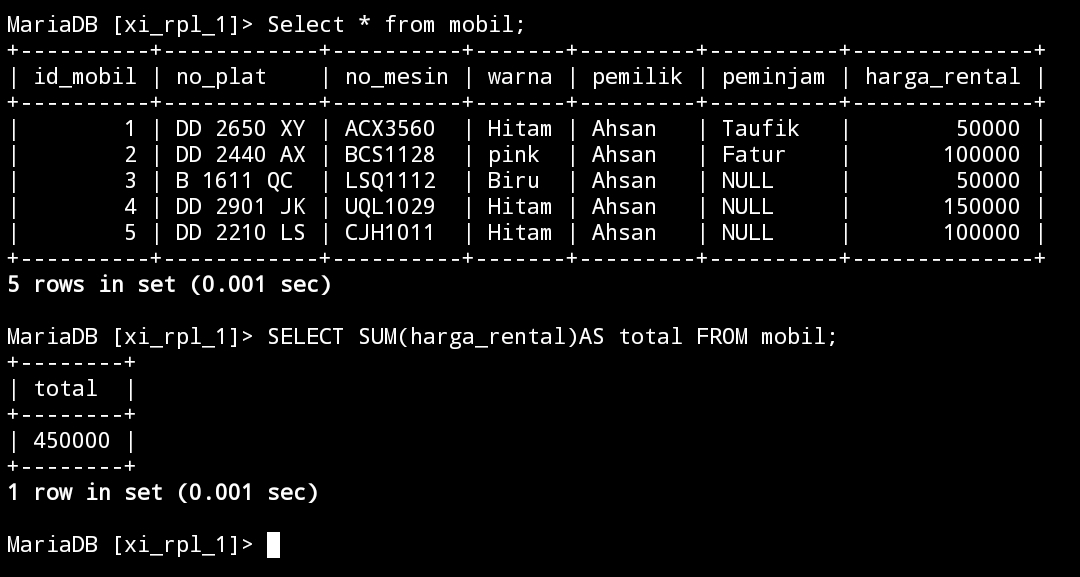 MariaDB [xi_rpl_1]> Select * from mobil;
+----------+------------+----------+-------+---------+----------+--------------+
| id_mobil | no_plat    | no_mesin | warna | pemilik | peminjam | harga_rental |
+----------+------------+----------+-------+---------+----------+--------------+
|        1 | DD 2650 XY | ACX3560  | Hitam | Ahsan   | Taufik   |        50000 |
|        2 | DD 2440 AX | BCS1128  | pink  | Ahsan   | Fatur    |       100000 |
|        3 | B 1611 QC  | LSQ1112  | Biru  | Ahsan   | NULL     |        50000 |
|        4 | DD 2901 JK | UQL1029  | Hitam | Ahsan   | NULL     |       150000 |
|        5 | DD 2210 LS | CJH1011  | Hitam | Ahsan   | NULL     |       100000 |
+----------+------------+----------+-------+---------+----------+--------------+
5 rows in set (0.001 sec)
MariaDB [xi_rpl_1]> SELECT SUM(harga_rental)AS total FROM mobil;
+--------+
| total  |
+--------+
| 450000 |
+--------+
1 row in set (0.001 sec)
MariaDB [xi_rpl_1]>